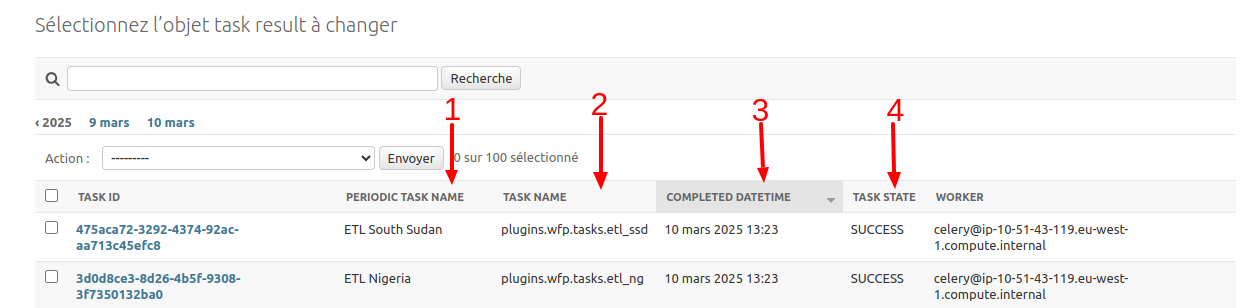 Sélectionnez l’objet task result à changer
Recherche
1 2 3 4
‹ 2025 9 mars 10 mars
Action : --------- Envoyer 0 sur 100 sélectionné
TASK ID PERIODIC TASK NAME TASK NAME COMPLETED DATETIME TASK STATE WORKER
475aca72-3292-4374-92ac- ETL South Sudan plugins.wfp.tasks.etl_ssd 10 mars 2025 13:23 SUCCESS celery@ip-10-51-43-119.eu-west-
aa713c45efc8 1.compute.internal
3d0d8ce3-8d26-4b5f-9308- ETL Nigeria plugins.wfp.tasks.etl_ng 10 mars 2025 13:23 SUCCESS celery@ip-10-51-43-119.eu-west-
3f7350132ba0 1.compute.internal